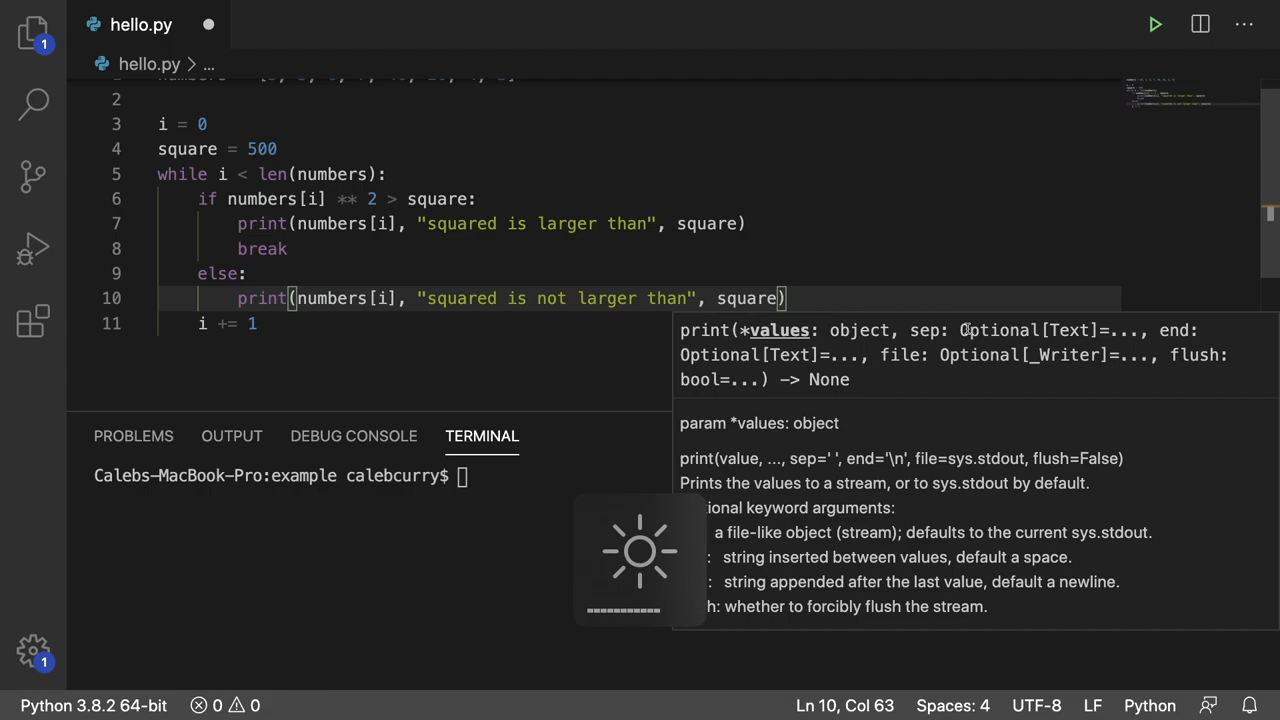 1
hello.py
hello.py > ...
2
3 i = 0
4 square = 500
5 while i < len(numbers):
6 if numbers[i] ** 2 > square:
7 print(numbers[i], "squared is larger than", square)
8 break
9 else:
10 print(numbers[i], "squared is not larger than", square)
11 i += 1
print(*values: object, sep: Optional[Text]=..., end:
Optional[Text]=..., file: Optional[_Writer]=..., flush:
bool=...) -> None
param *values: object
print(value, ..., sep=' ', end='\n', file=sys.stdout, flush=False)
Prints the values to a stream, or to sys.stdout by default.
ional keyword arguments:
a file-like object (stream); defaults to the current sys.stdout.
: string inserted between values, default a space.
: string appended after the last value, default a newline.
h: whether to forcibly flush the stream.
PROBLEMS OUTPUT DEBUG CONSOLE TERMINAL
Calebs-MacBook-Pro:example calebcurry$
1
Python 3.8.2 64-bit 0 0 Ln 10, Col 63 Spaces: 4 UTF-8 LF Python